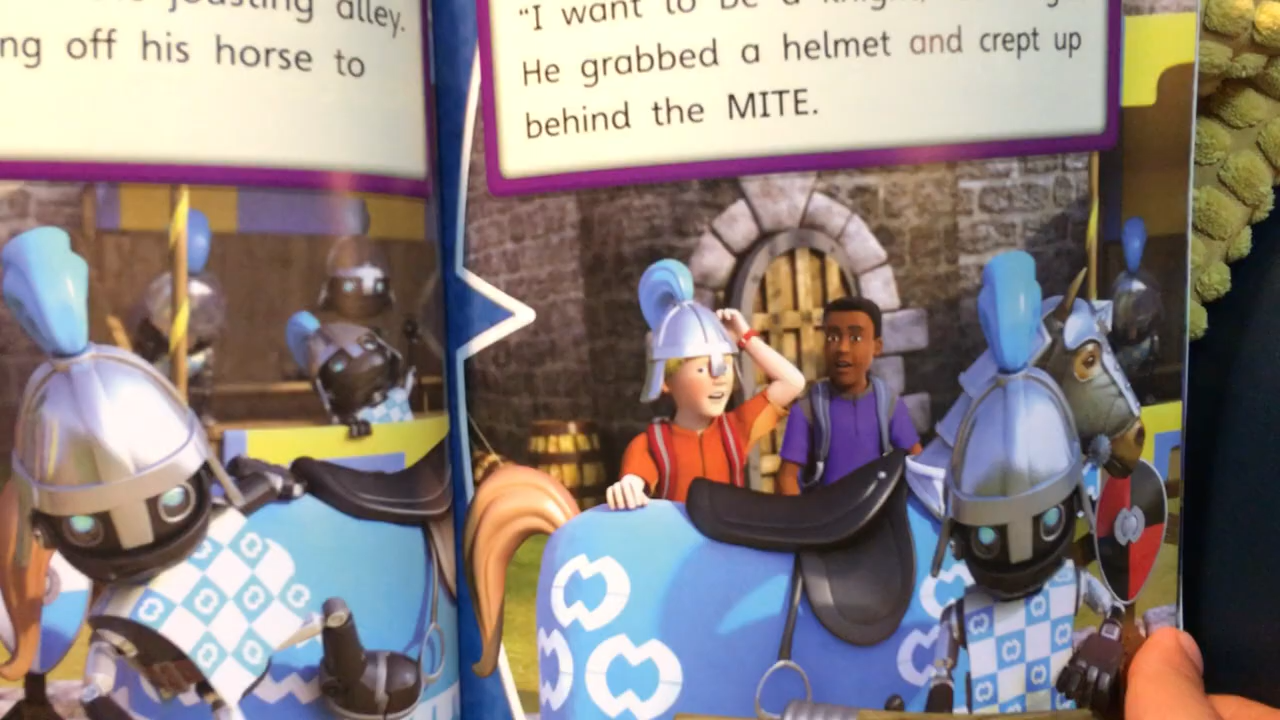 jousting alley.
ng off his horse to
"I want to be a knight,
He grabbed a helmet and crept up
behind the MITE.